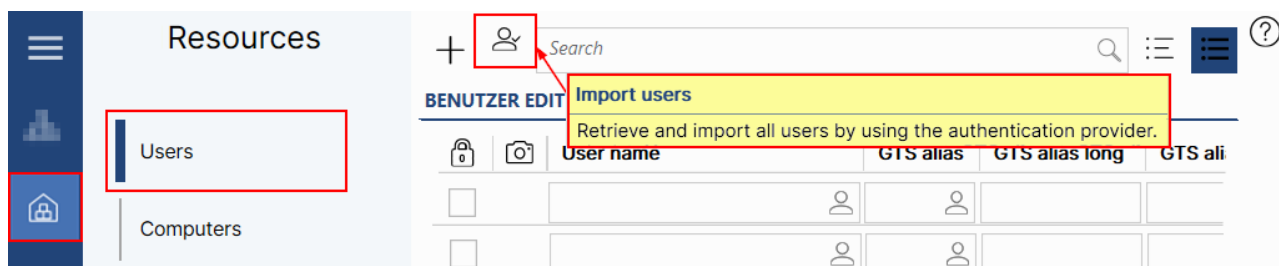 Resources
Search
?
BENUTZER EDIT
Import users
Retrieve and import all users by using the authentication provider.
Users
User name GTS alias GTS alias long GTS ali
Computers